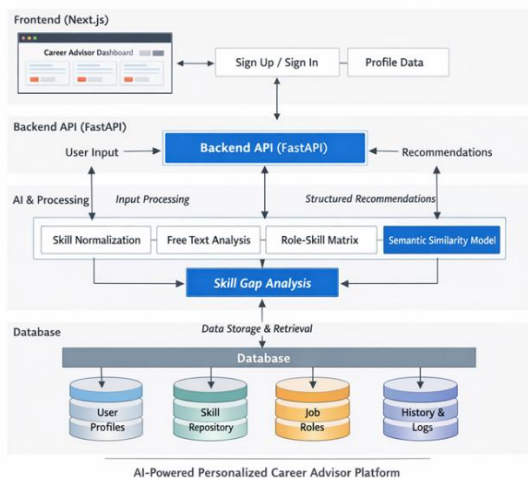 Frontend (Next.js)
Career Advisor Dashboard
Sign Up / Sign In
Profile Data
Backend API (FastAPI)
User Input
Backend API (FastAPI)
Recommendations
AI & Processing
Input Processing
Structured Recommendations
Skill Normalization
Free Text Analysis
Role-Skill Matrix
Semantic Similarity Model
Skill Gap Analysis
Data Storage & Retrieval
Database
Database
User
Profiles
Skill
Repository
Job
Roles
History &
Logs
AI-Powered Personalized Career Advisor Platform